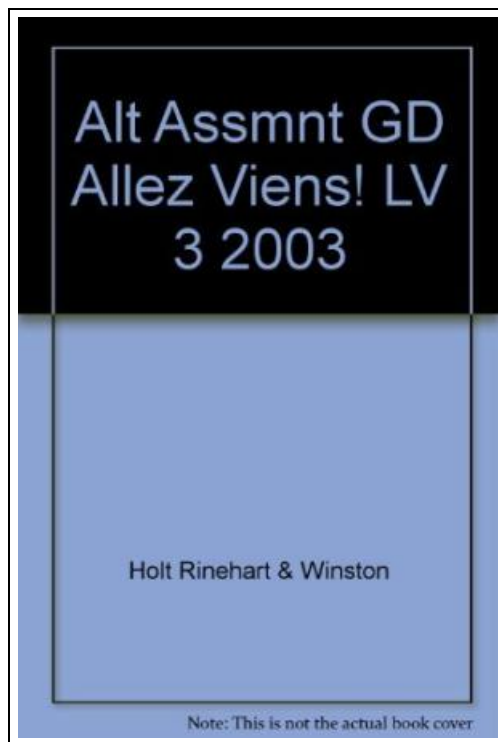 Alt Assmnt GD
Allez Viens! LV
3 2003
Holt Rinehart & Winston
Note: This is not the actual book cover